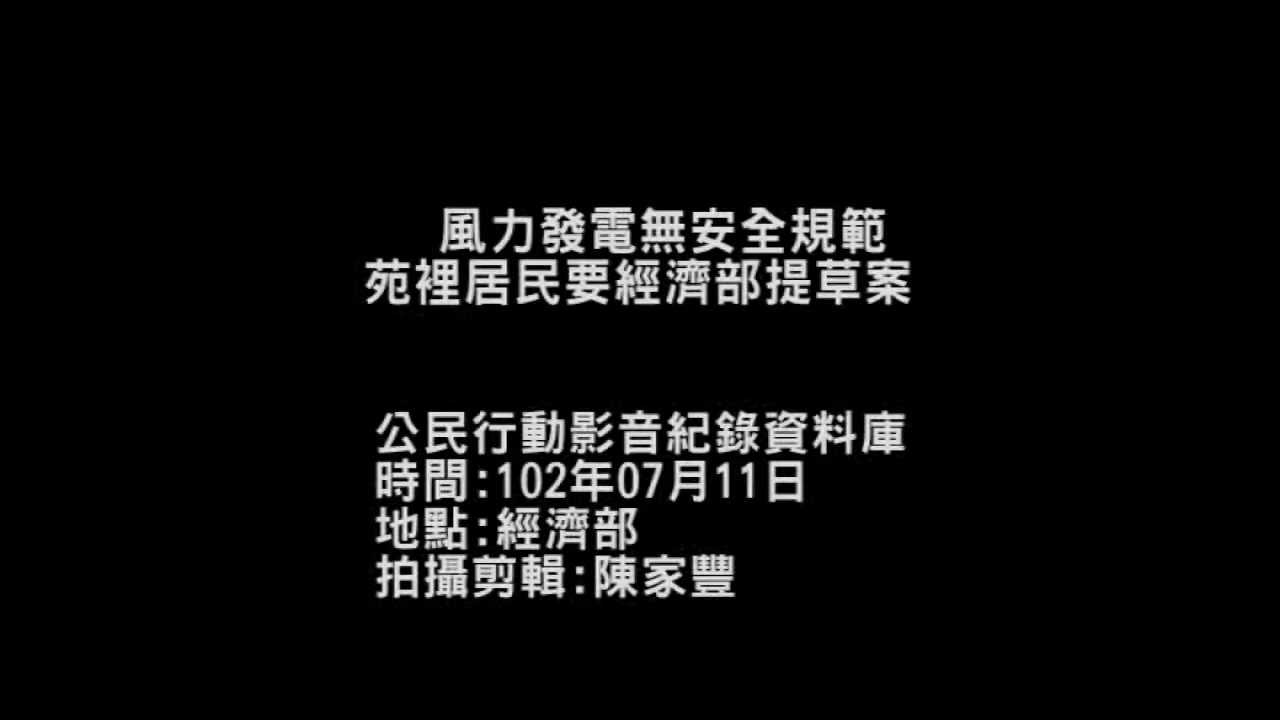 風力發電無安全規範
苑裡居民要經濟部提草案
公民行動影音紀錄資料庫
時間:102年07月11日
地點:經濟部
拍攝剪輯:陳家豐